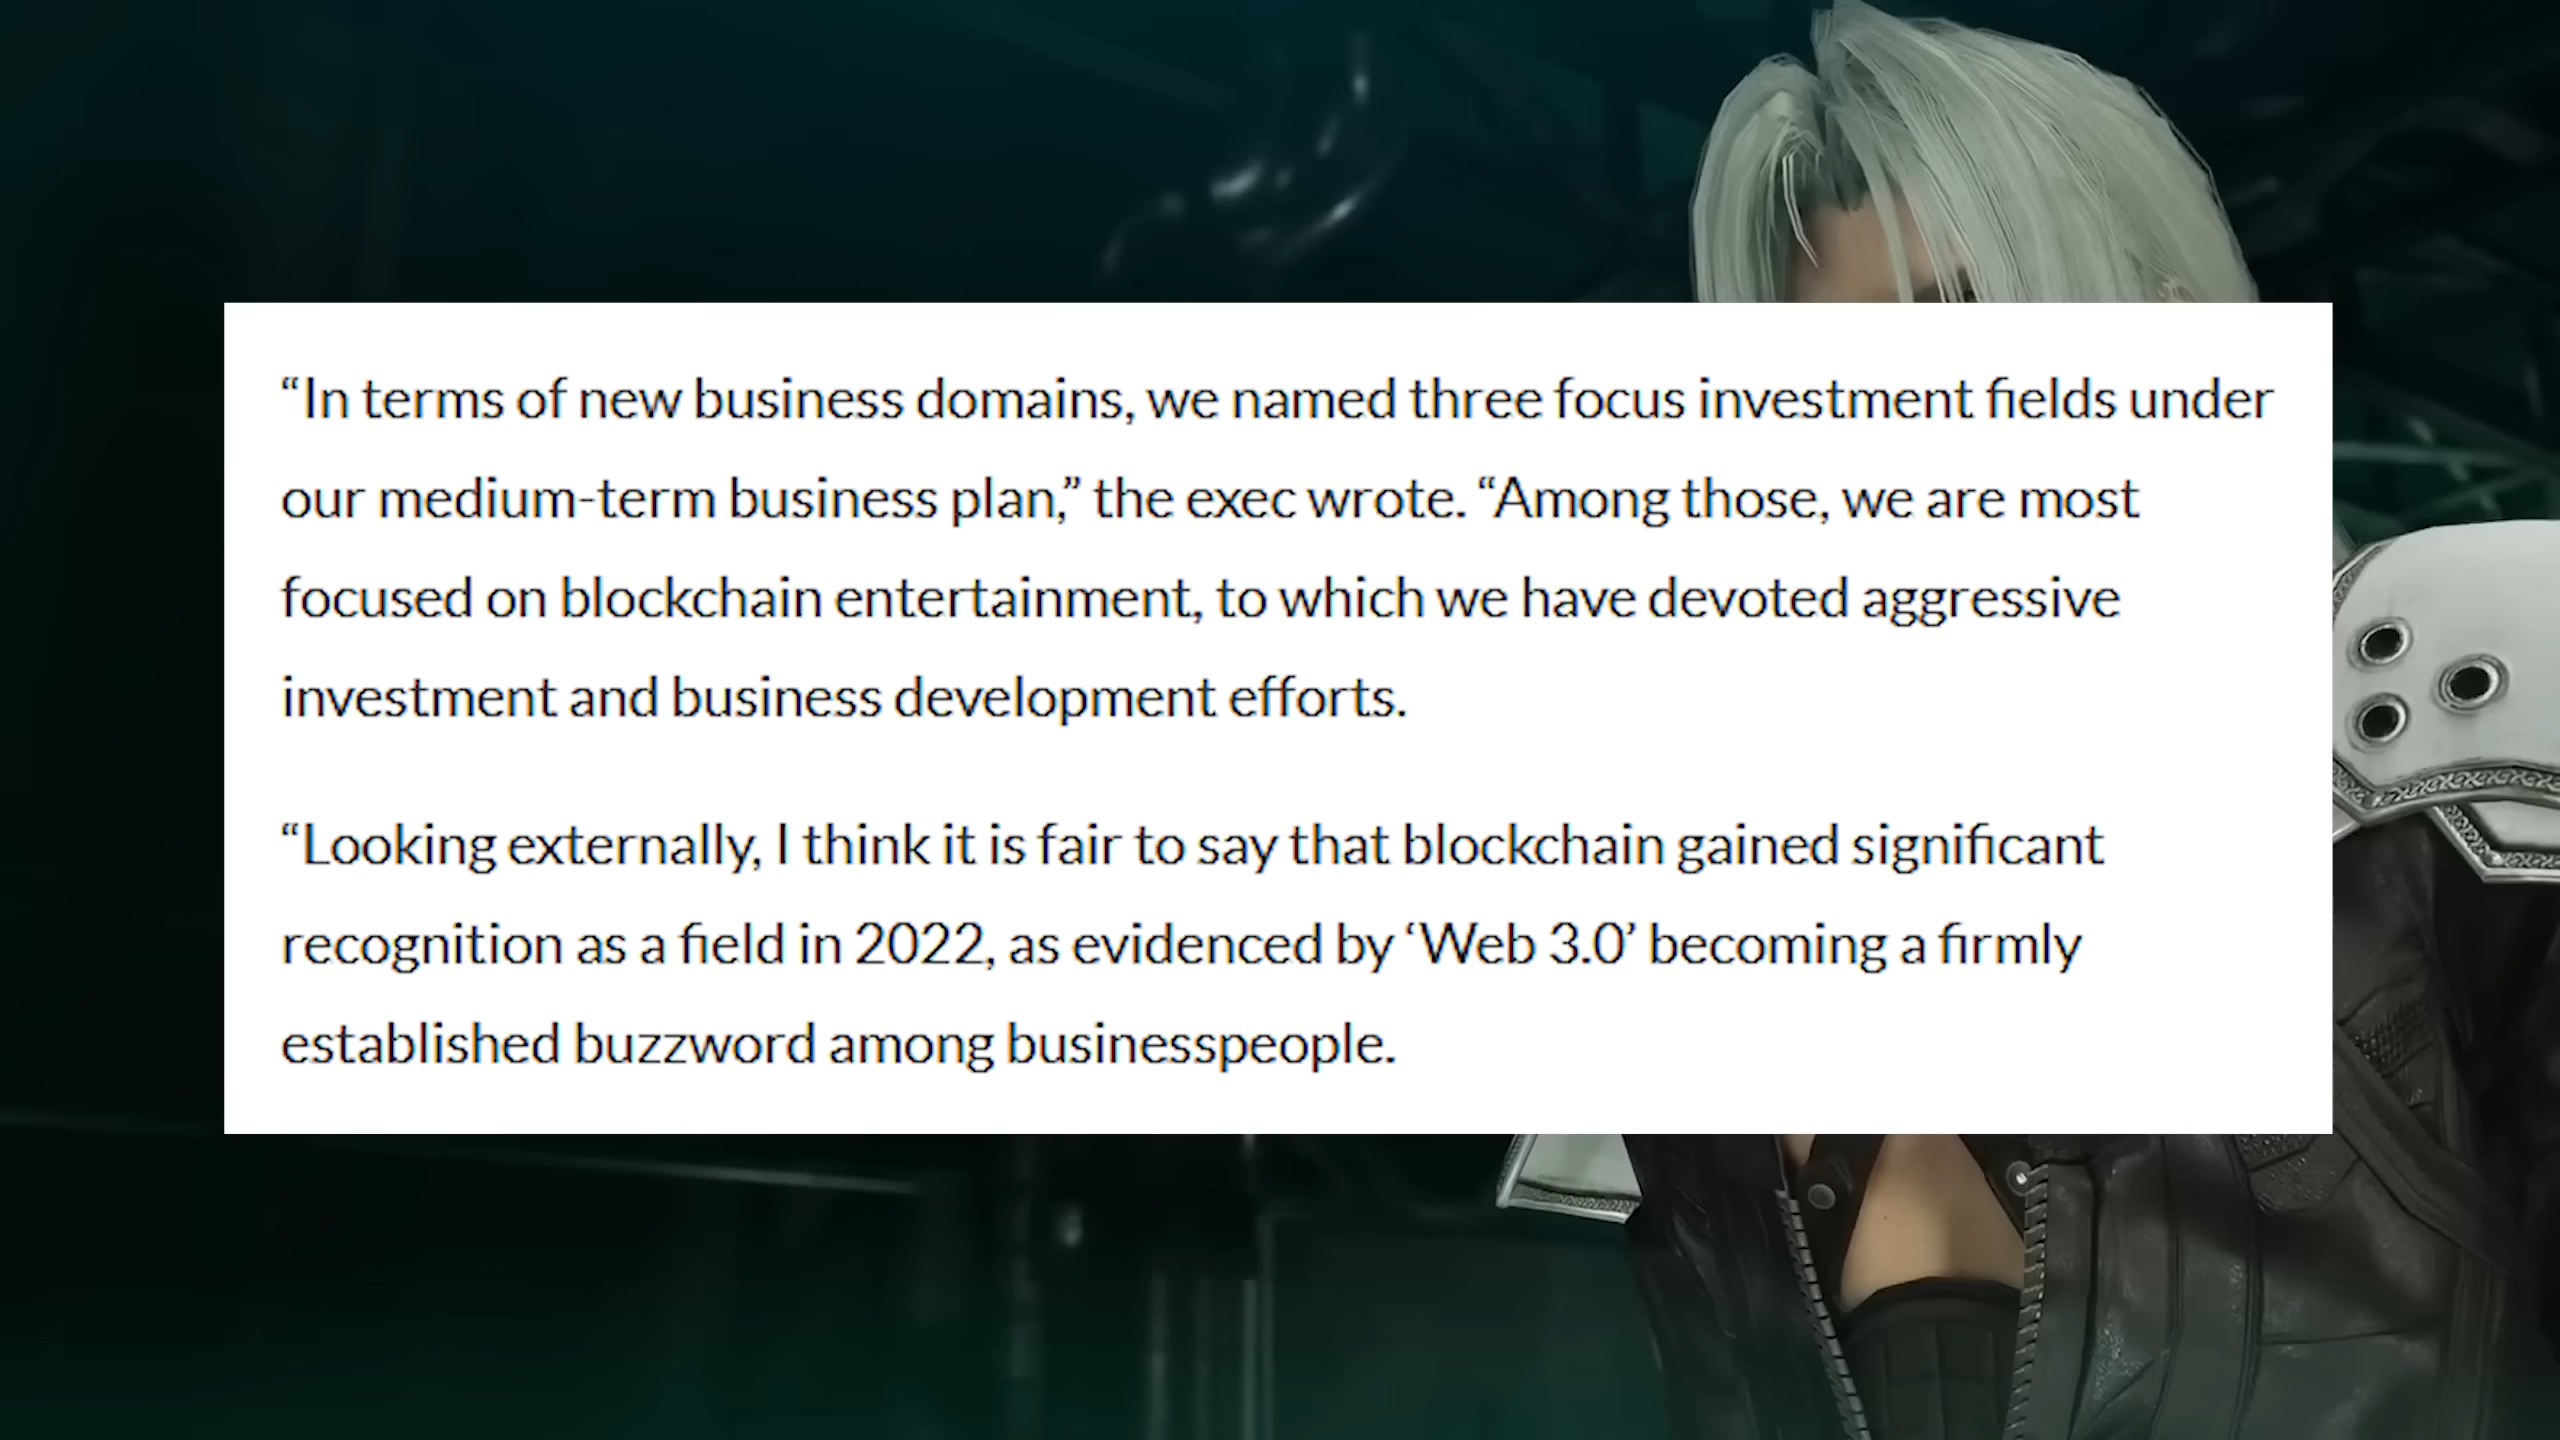 “In terms of new business domains, we named three focus investment fields under
our medium-term business plan,” the exec wrote. “Among those, we are most
focused on blockchain entertainment, to which we have devoted aggressive
investment and business development efforts.
“Looking externally, I think it is fair to say that blockchain gained significant
recognition as a field in 2022, as evidenced by ‘Web 3.0’ becoming a firmly
established buzzword among businesspeople.